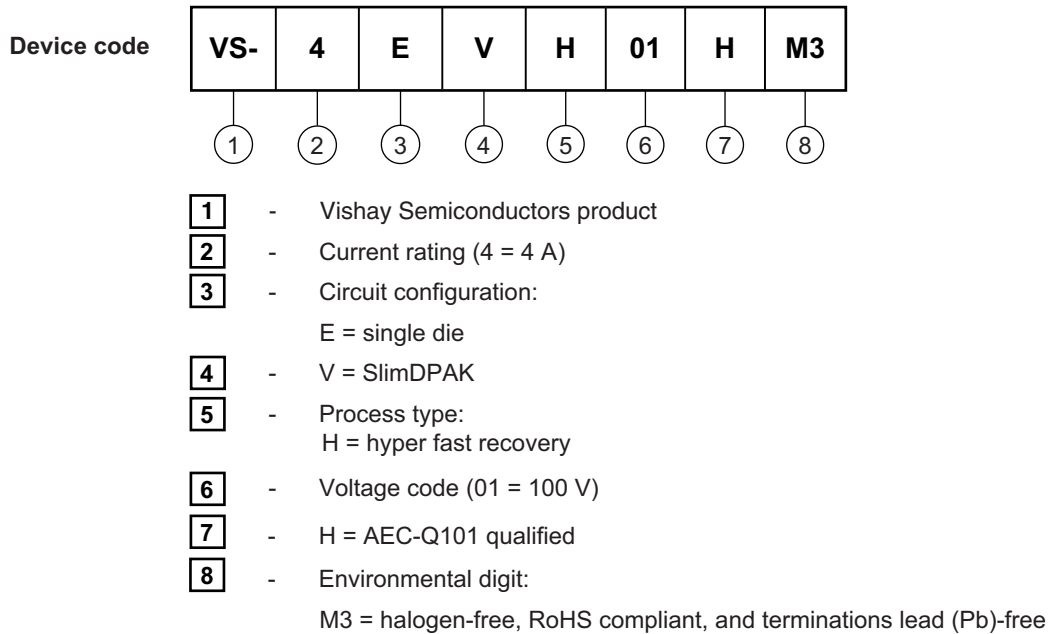 Device code VS- 4 E V H 01 H M3
1 2 3 4 5 6 7 8
1 - Vishay Semiconductors product
2 - Current rating (4 = 4 A)
3 - Circuit configuration:
E = single die
4 - V = SlimDPAK
5 - Process type:
H = hyper fast recovery
6 - Voltage code (01 = 100 V)
7 - H = AEC-Q101 qualified
8 - Environmental digit:
M3 = halogen-free, RoHS compliant, and terminations lead (Pb)-free